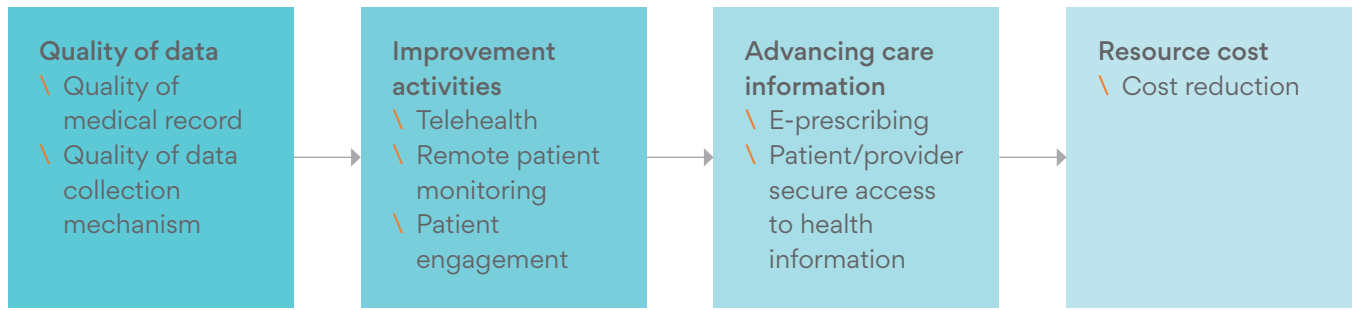 Quality of data
\ Quality of
medical record
\ Quality of data
collection
mechanism
Improvement
activities
\ Telehealth
\ Remote patient
monitoring
\ Patient
engagement
Advancing care
information
\ E-prescribing
\ Patient/provider
secure access
to health
information
Resource cost
\ Cost reduction